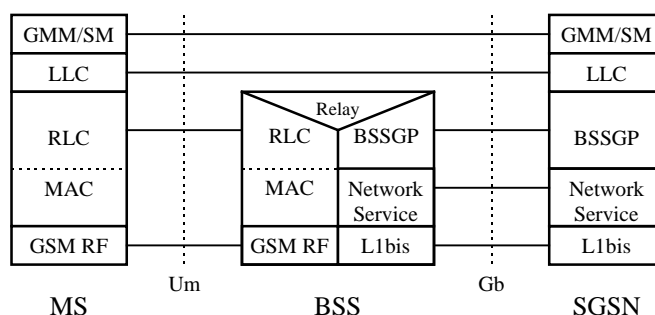 GMM/SM
GMM/SM
LLC
LLC
Relay
RLC
RLC
BSSGP
BSSGP
MAC
MAC
Network
Service
Network
Service
GSM RF
GSM RF
L1bis
L1bis
Um
Gb
MS
BSS
SGSN